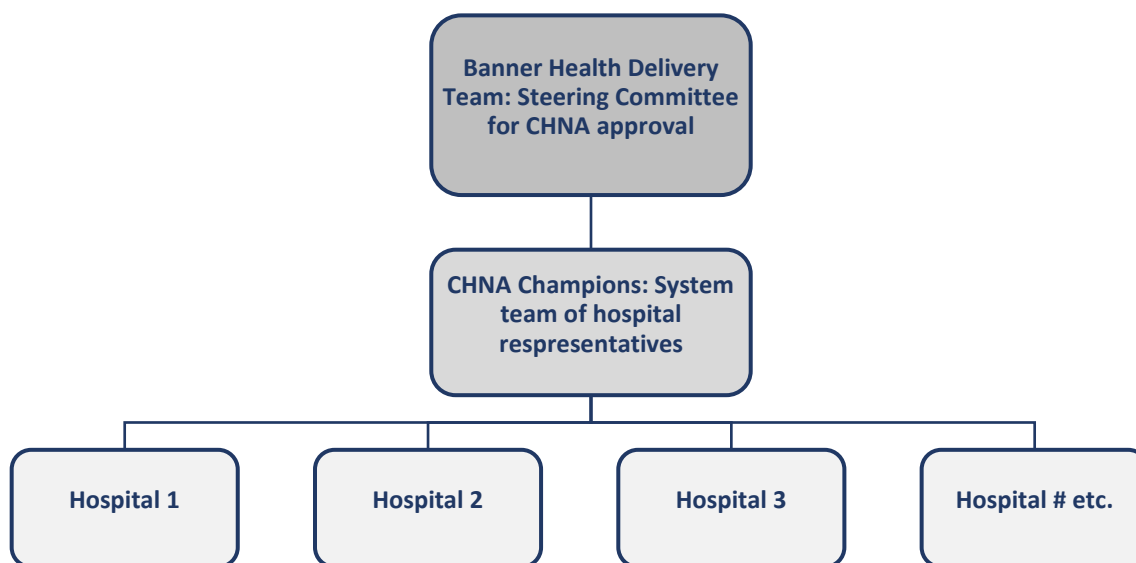 Banner Health Delivery
Team: Steering Committee
for CHNA approval
CHNA Champions: System
team of hospital
respresentatives
Hospital 1
Hospital 2
Hospital 3
Hospital # etc.